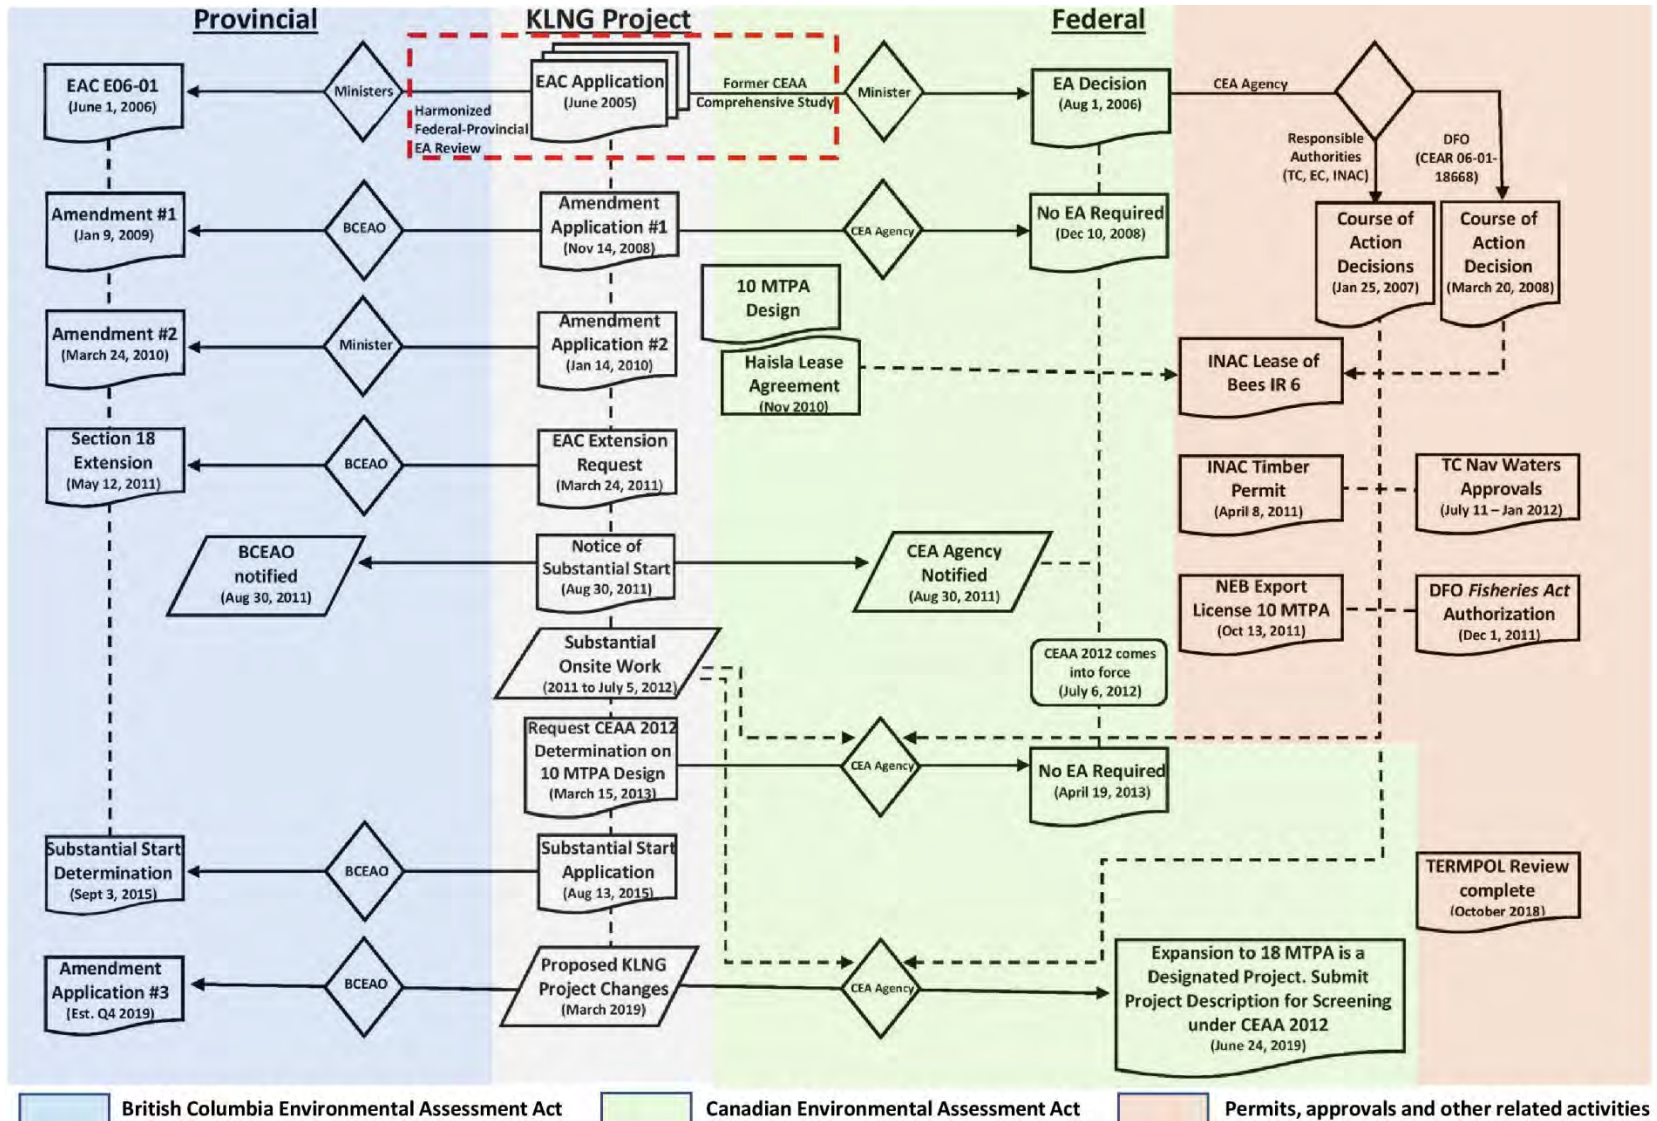 Provincial
KLNG Project
Federal
EAC E06-01
(June 1, 2006)
Ministers
Harmonized
Federal-Provincial
EA Review
EAC Application
(June 2005)
Former CEAA
Comprehensive Study
Minister
EA Decision
(Aug 1, 2006)
CEA Agency
Responsible
Authorities
(TC, EC, INAC)
DFO
(CEAR 06-01-
18668)
Amendment #1
(Jan 9, 2009)
BCEAO
Amendment
Application #1
(Nov 14, 2008)
CEA Agency
No EA Required
(Dec 10, 2008)
Course of
Action
Decisions
(Jan 25, 2007)
Course of
Action
Decision
(March 20, 2008)
10 MTPA
Design
Amendment #2
(March 24, 2010)
Minister
Amendment
Application #2
(Jan 14, 2010)
Haisla Lease
Agreement
(Nov 2010)
INAC Lease of
Bees IR 6
Section 18
Extension
(May 12, 2011)
BCEAO
EAC Extension
Request
(March 24, 2011)
INAC Timber
Permit
(April 8, 2011)
TC Nav Waters
Approvals
(July 11 – Jan 2012)
BCEAO
notified
(Aug 30, 2011)
Notice of
Substantial Start
(Aug 30, 2011)
CEA Agency
Notified
(Aug 30, 2011)
NEB Export
License 10 MTPA
(Oct 13, 2011)
DFO Fisheries Act
Authorization
(Dec 1, 2011)
Substantial
Onsite Work
(2011 to July 5, 2012)
CEAA 2012 comes
into force
(July 6, 2012)
Request CEAA 2012
Determination on
10 MTPA Design
(March 15, 2013)
CEA Agency
No EA Required
(April 19, 2013)
Substantial Start
Determination
(Sept 3, 2015)
BCEAO
Substantial Start
Application
(Aug 13, 2015)
TERMPOL Review
complete
(October 2018)
Amendment
Application #3
(Est. Q4 2019)
BCEAO
Proposed KLNG
Project Changes
(March 2019)
CEA Agency
Expansion to 18 MTPA is a
Designated Project. Submit
Project Description for Screening
under CEAA 2012
(June 24, 2019)
British Columbia Environmental Assessment Act
Canadian Environmental Assessment Act
Permits, approvals and other related activities